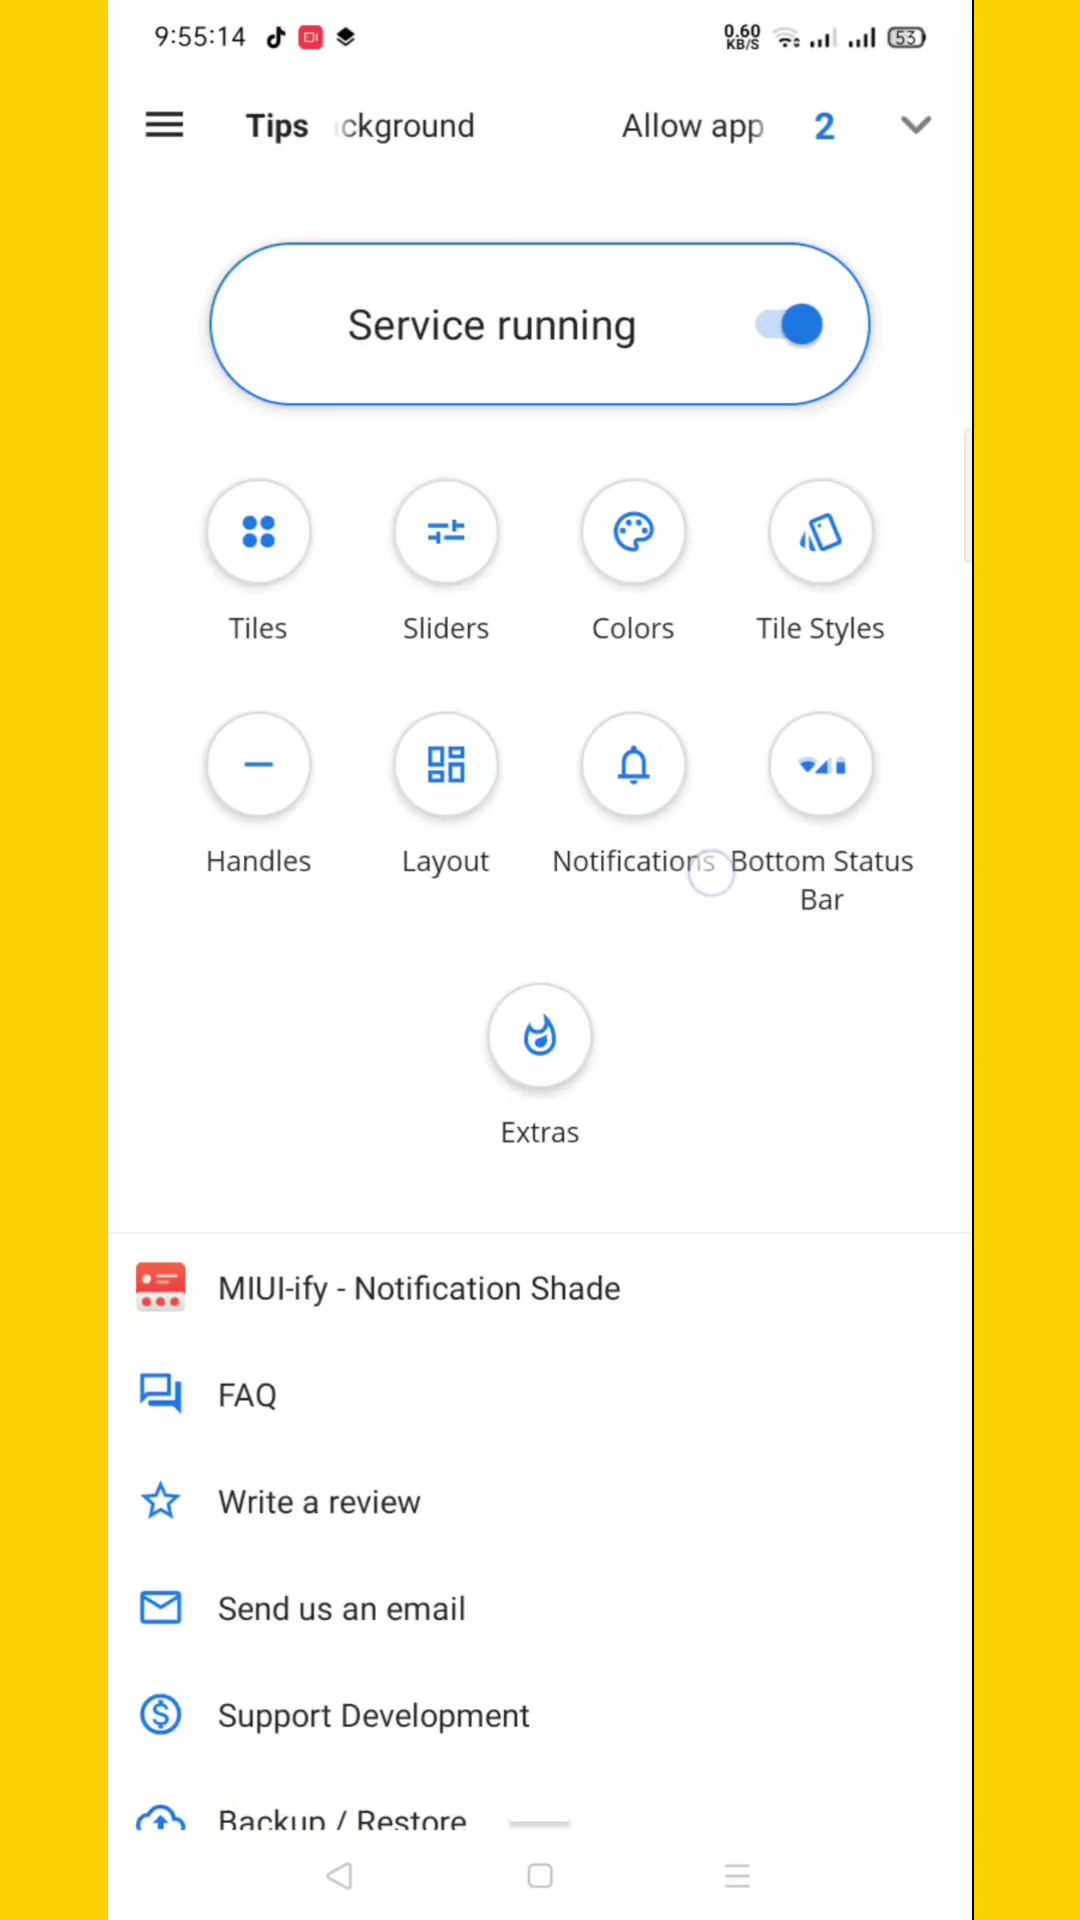 9:55:14 0.60 KB/S 53
Tips ckground Allow app 2
Service running
Tiles Sliders Colors Tile Styles
Handles Layout Notifications Bottom Status Bar
Extras
MIUI-ify - Notification Shade
FAQ
Write a review
Send us an email
Support Development
Backup / Restore